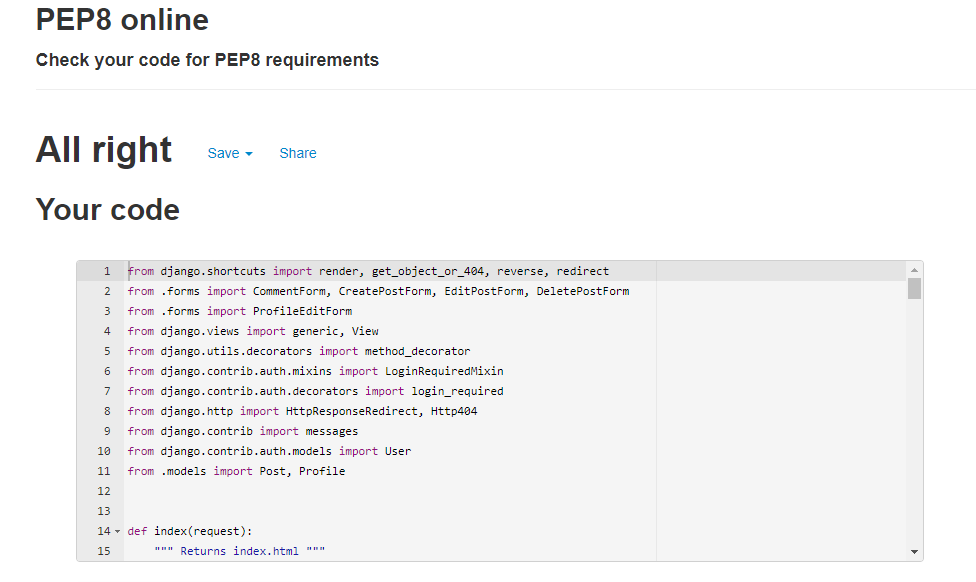 PEP8 online
Check your code for PEP8 requirements
All right Save Share
Your code
1 from django.shortcuts import render, get_object_or_404, reverse, redirect
2 from .forms import CommentForm, CreatePostForm, EditPostForm, DeletePostForm
3 from .forms import ProfileEditForm
4 from django.views import generic, View
5 from django.utils.decorators import method_decorator
6 from django.contrib.auth.mixins import LoginRequiredMixin
7 from django.contrib.auth.decorators import login_required
8 from django.http import HttpResponseRedirect, Http404
9 from django.contrib import messages
10 from django.contrib.auth.models import User
11 from .models import Post, Profile
12
13
14 def index(request):
15     """ Returns index.html """